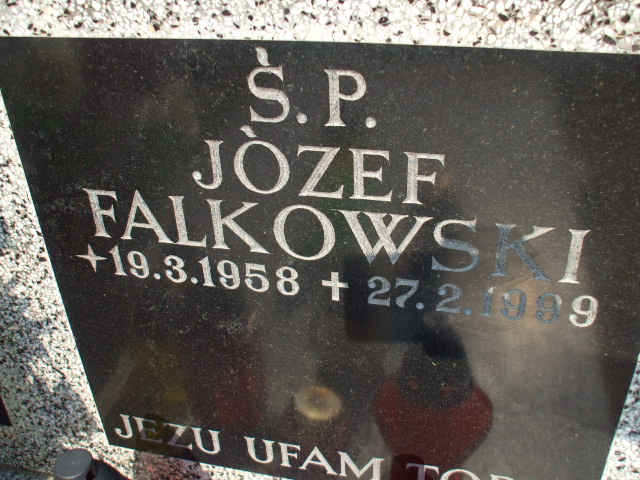 Ś.P.
JÓZEF
FALKOWSKI
+19.3.1958 +27.2.1999
JEZU UFAM